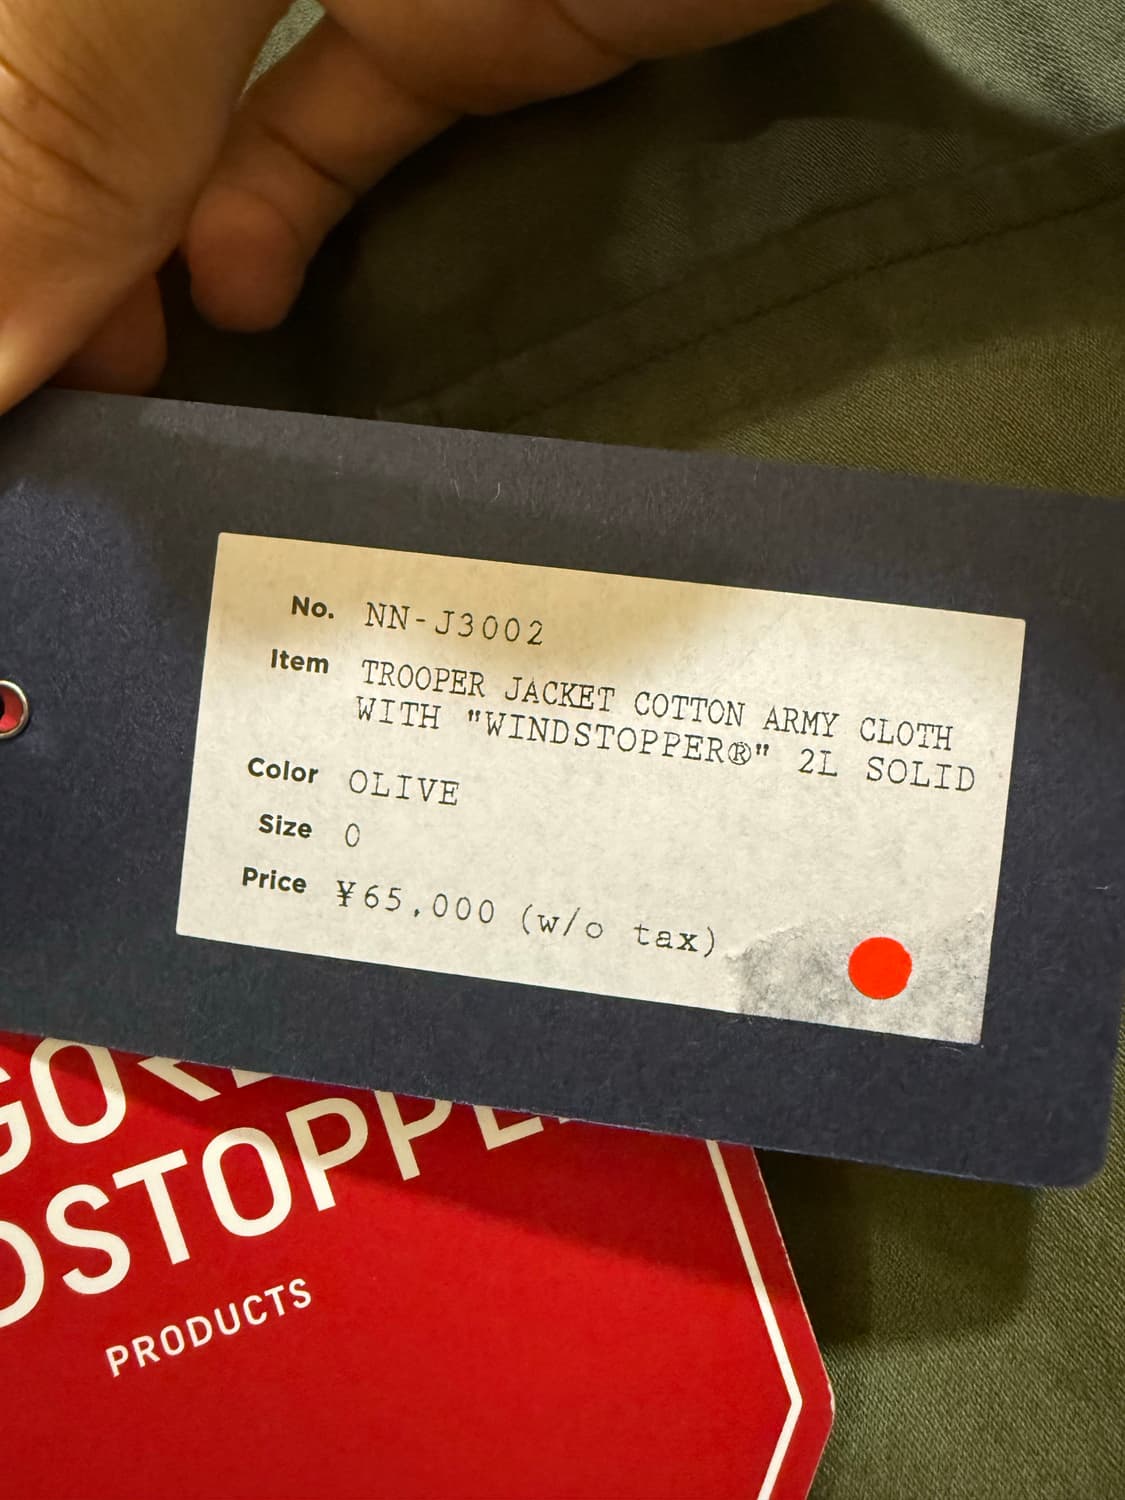 No. NN-J3002
Item TROOPER JACKET COTTON ARMY CLOTH
WITH "WINDSTOPPER®" 2L SOLID
Color OLIVE
Size 0
Price ¥65,000 (w/o tax)
PRODUCTS